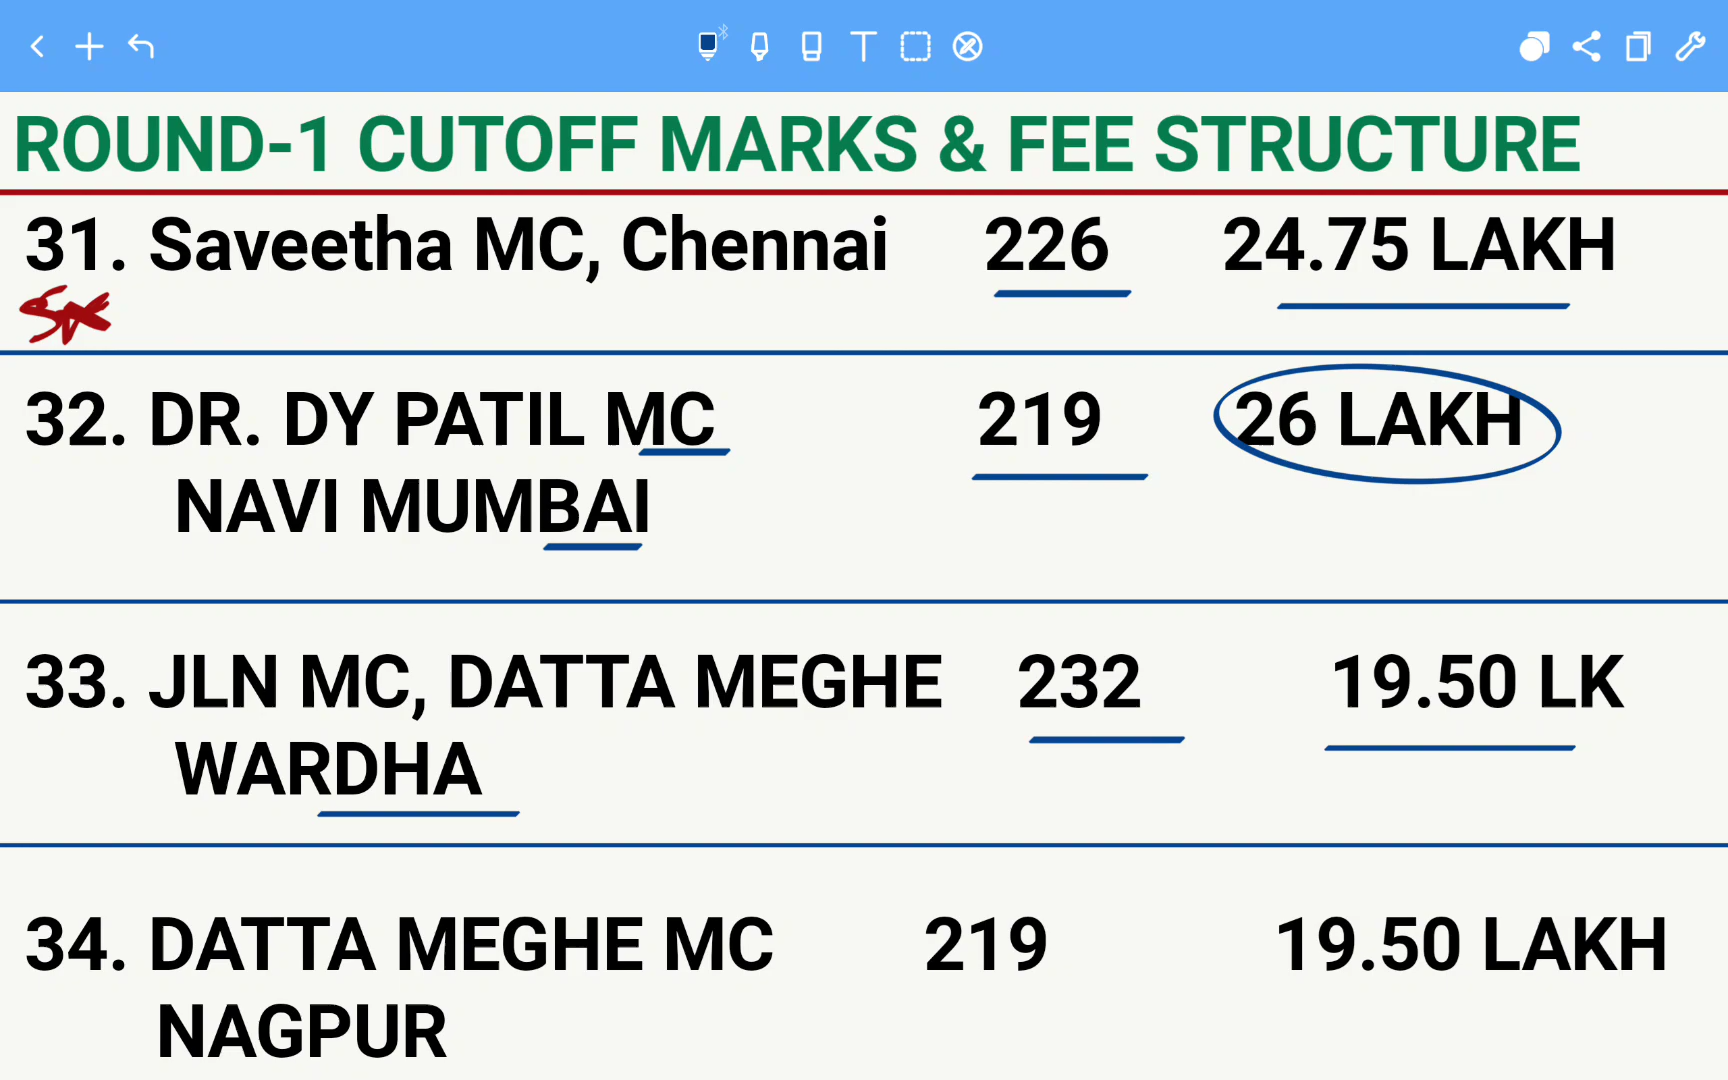 ROUND-1 CUTOFF MARKS & FEE STRUCTURE
31. Saveetha MC, Chennai 226 24.75 LAKH
32. DR. DY PATIL MC 219 26 LAKH
NAVI MUMBAI
33. JLN MC, DATTA MEGHE 232 19.50 LK
WARDHA
34. DATTA MEGHE MC 219 19.50 LAKH
NAGPUR